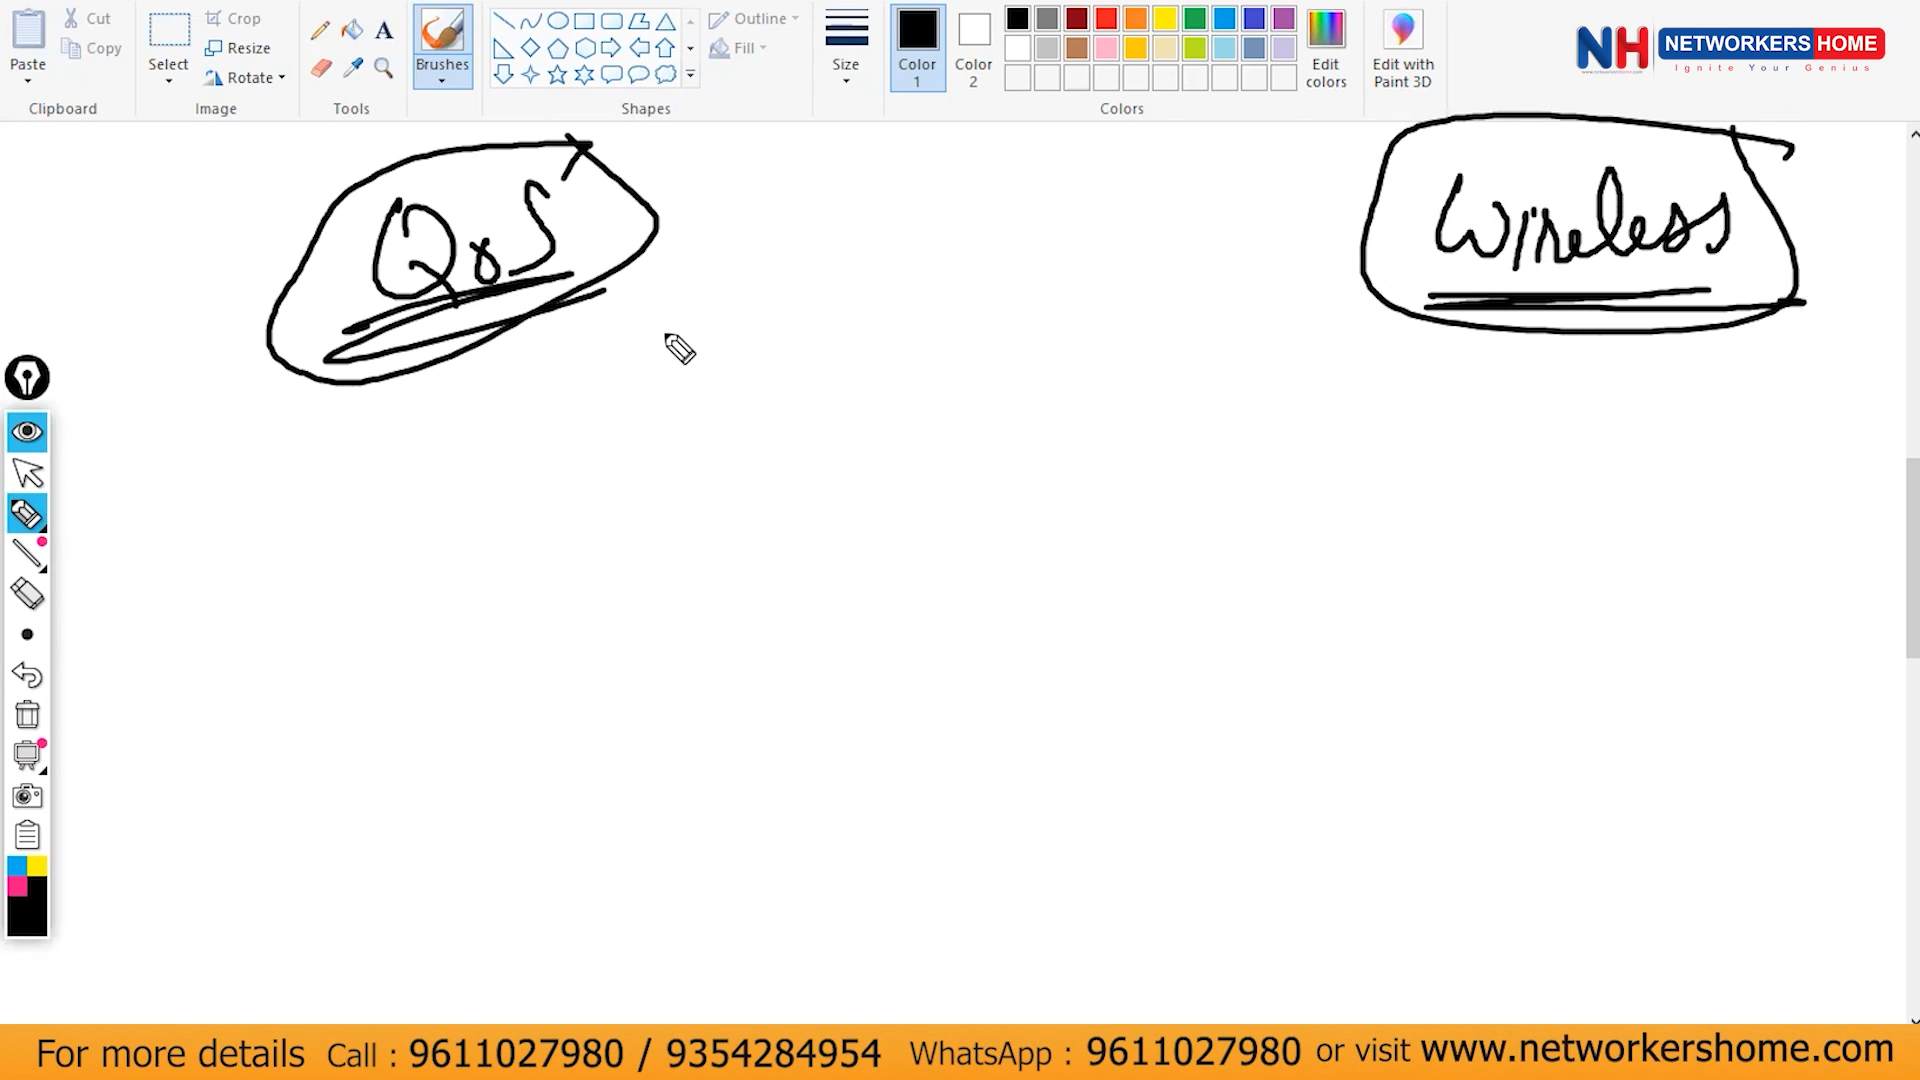 Cut
Copy
Paste
Clipboard
Select
Crop
Resize
Rotate
Image
A
Tools
Brushes
Shapes
Outline
Fill
Size
Color
1
Color
2
Colors
Edit
colors
Edit with
Paint 3D
NH NETWORKERS HOME
Ignite Your Genius
QoS
Wireless
For more details Call : 9611027980 / 9354284954 WhatsApp : 9611027980 or visit www.networkershome.com